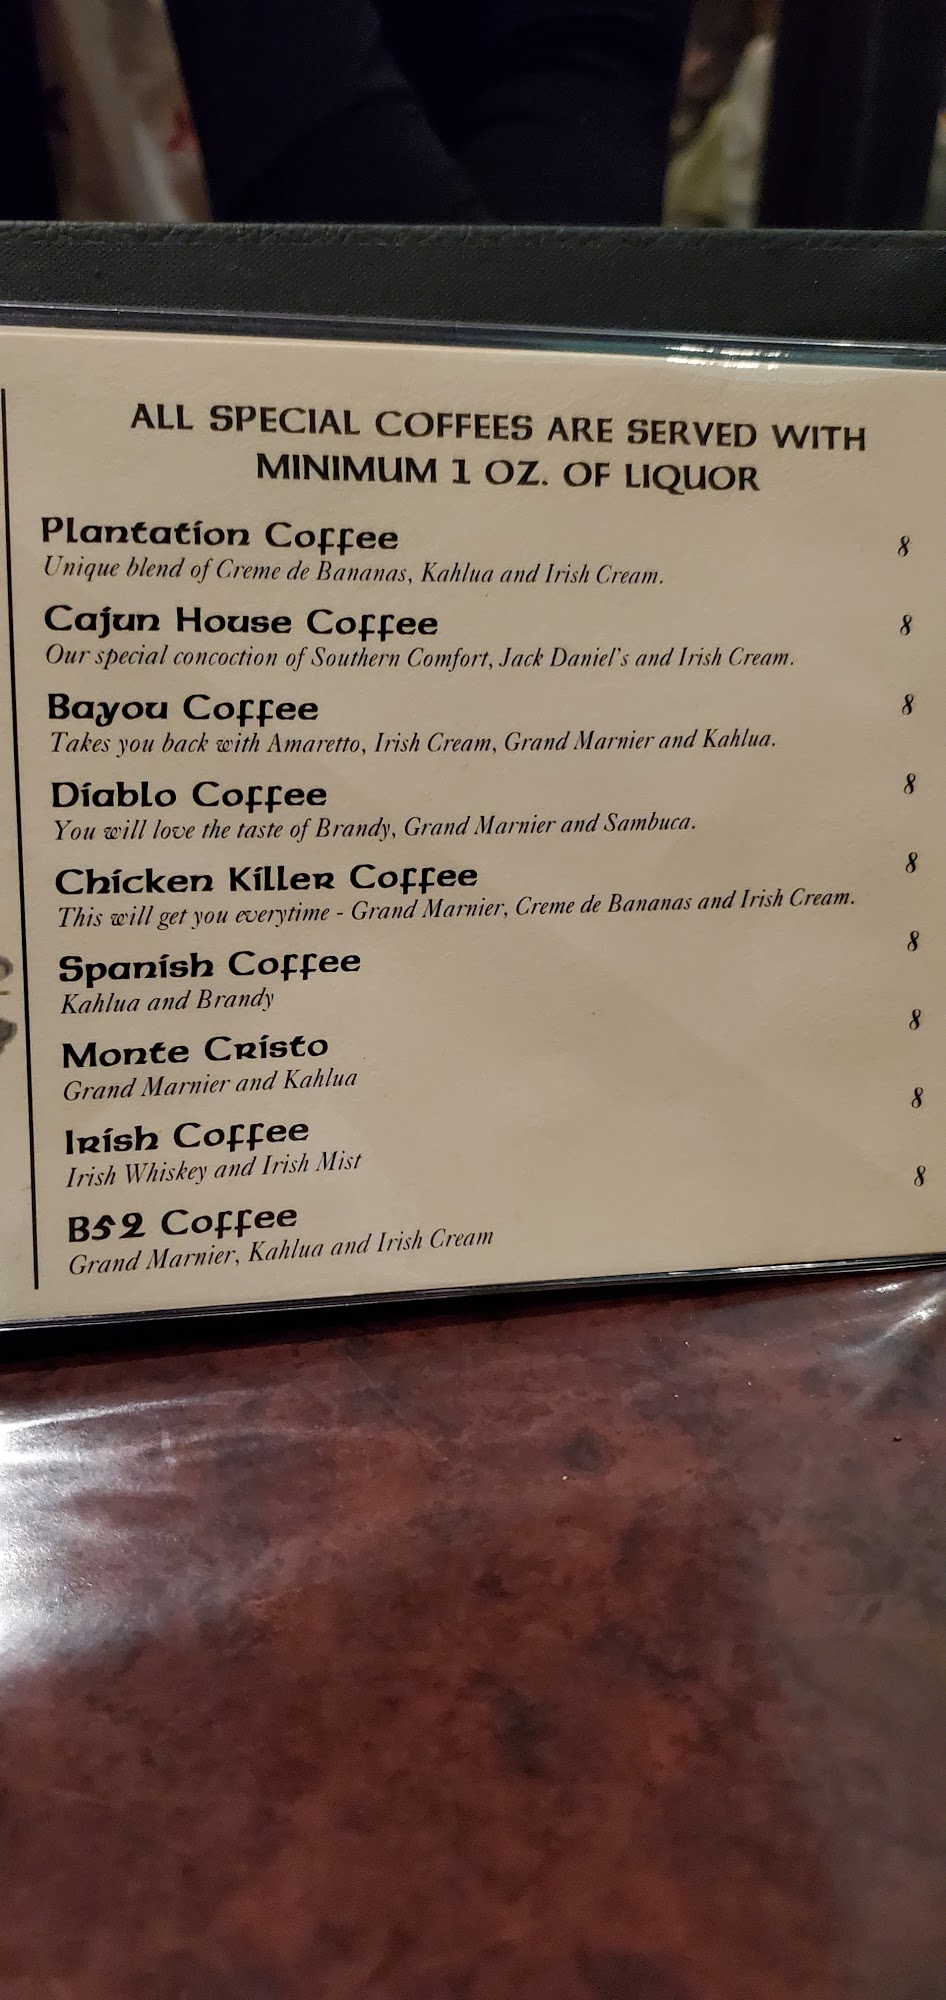 ALL SPECIAL COFFEES ARE SERVED WITH
MINIMUM 1 OZ. OF LIQUOR
Plantation Coffee 8
Unique blend of Creme de Bananas, Kahlua and Irish Cream.
Cajun House Coffee 8
Our special concoction of Southern Comfort, Jack Daniel's and Irish Cream.
Bayou Coffee 8
Takes you back with Amaretto, Irish Cream, Grand Marnier and Kahlua.
Diablo Coffee 8
You will love the taste of Brandy, Grand Marnier and Sambuca.
Chicken Killer Coffee 8
This will get you everytime - Grand Marnier, Creme de Bananas and Irish Cream.
Spanish Coffee 8
Kahlua and Brandy
Monte Cristo 8
Grand Marnier and Kahlua
Irish Coffee 8
Irish Whiskey and Irish Mist
B52 Coffee 8
Grand Marnier, Kahlua and Irish Cream